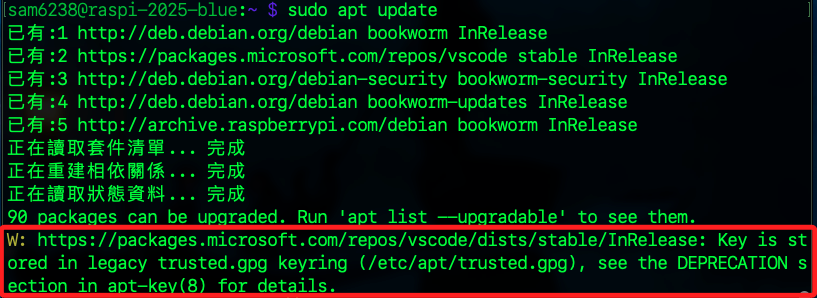 sam6238@raspi-2025-blue:~ $ sudo apt update
已有:1 http://deb.debian.org/debian bookworm InRelease
已有:2 https://packages.microsoft.com/repos/vscode stable InRelease
已有:3 http://deb.debian.org/debian-security bookworm-security InRelease
已有:4 http://deb.debian.org/debian bookworm-updates InRelease
已有:5 http://archive.raspberrypi.com/debian bookworm InRelease
正在讀取套件清單... 完成
正在重建相依關係... 完成
正在讀取狀態資料... 完成
90 packages can be upgraded. Run 'apt list --upgradable' to see them.
W: https://packages.microsoft.com/repos/vscode/dists/stable/InRelease: Key is st
ored in legacy trusted.gpg keyring (/etc/apt/trusted.gpg), see the DEPRECATION s
ection in apt-key(8) for details.